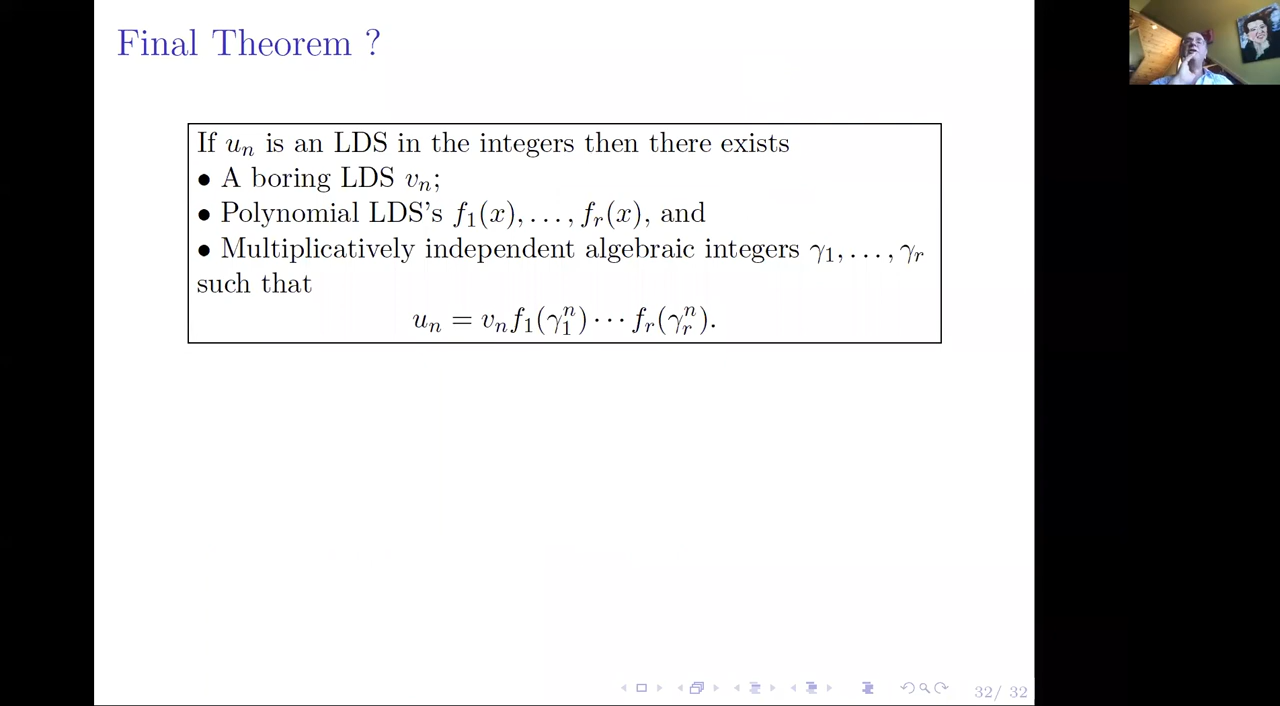 Final Theorem ?
If uₙ is an LDS in the integers then there exists
• A boring LDS vₙ;
• Polynomial LDS's f₁(x), . . . , fᵣ(x), and
• Multiplicatively independent algebraic integers γ₁, . . . , γᵣ
such that
uₙ = vₙf₁(γ₁ⁿ) · · · fᵣ(γᵣⁿ).
32/ 32